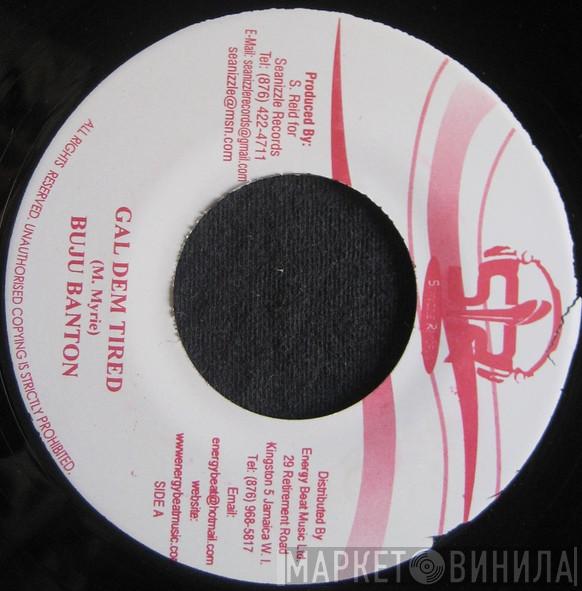 Produced By:
S. Reid for
Seanizzle Records
Tel: (876) 422-4711
E-Mail: seanizzlerecords@gmail.com
seanizzle@msn.com
Distributed By
Energy Beat Music Ltd.
29 Retirement Road
Kingston 5 Jamaica W. I.
Tel: (876) 968-5817
Email:
energybeat@hotmail.com
website:
www.energybeatmusic.com
SIDE A
GAL DEM TIRED
(M. Myrie)
BUJU BANTON
ALL RIGHTS RESERVED, UNAUTHORISED COPYING IS STRICTLY PROHIBITED.
МАРКЕТ ВИНИЛА